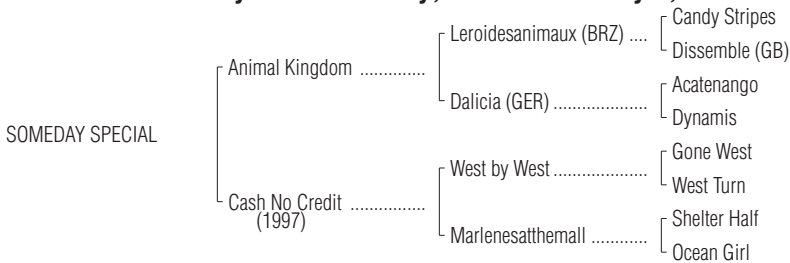 Leroidesanimaux (BRZ) .... Candy Stripes
Dissemble (GB)
Animal Kingdom ..............
Dalicia (GER) .................... Acatenango
Dynamis
SOMEDAY SPECIAL
West by West .................... Gone West
West Turn
Cash No Credit ................
(1997)
Marlenesatthemall ............ Shelter Half
Ocean Girl